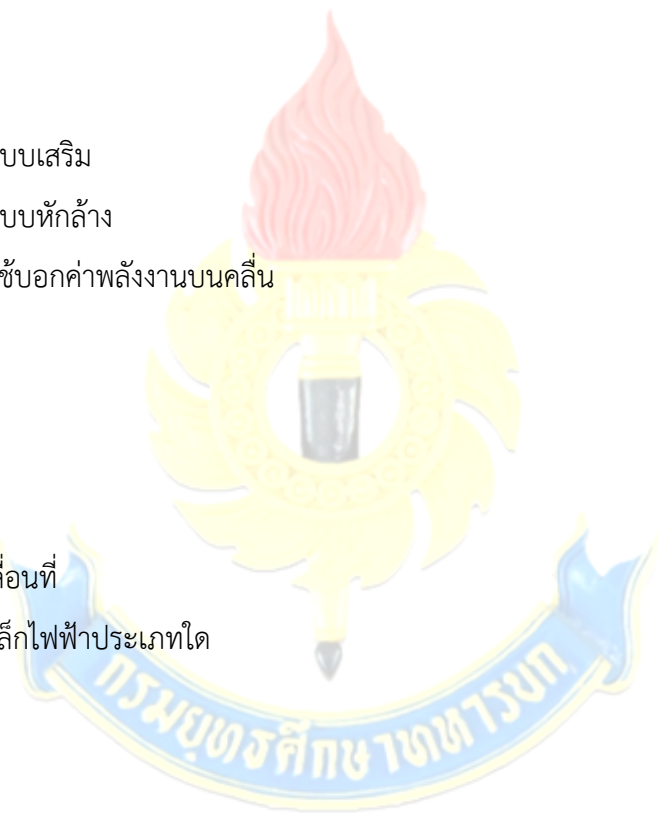 บบเสริม
บบหักล้าง
ช้บอกค่าพลังงานบนคลื่น
ลื่อนที่
ล็กไฟฟ้าประเภทใด
กรมยุทธศึกษาทหารบก